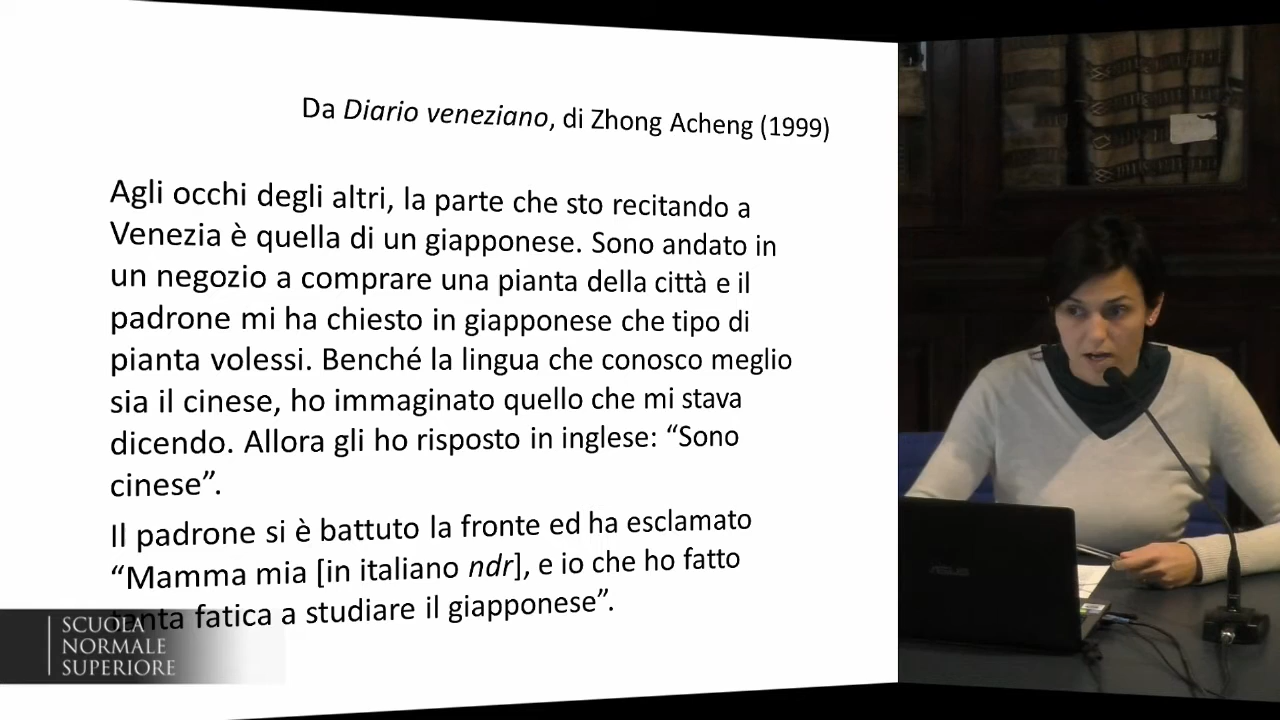 Da Diario veneziano, di Zhong Acheng (1999)
Agli occhi degli altri, la parte che sto recitando a
Venezia è quella di un giapponese. Sono andato in
un negozio a comprare una pianta della città e il
padrone mi ha chiesto in giapponese che tipo di
pianta volessi. Benché la lingua che conosco meglio
sia il cinese, ho immaginato quello che mi stava
dicendo. Allora gli ho risposto in inglese: “Sono
cinese”.
Il padrone si è battuto la fronte ed ha esclamato
“Mamma mia [in italiano ndr], e io che ho fatto
tanta fatica a studiare il giapponese”.
SCUOLA
NORMALE
SUPERIORE
ASUS